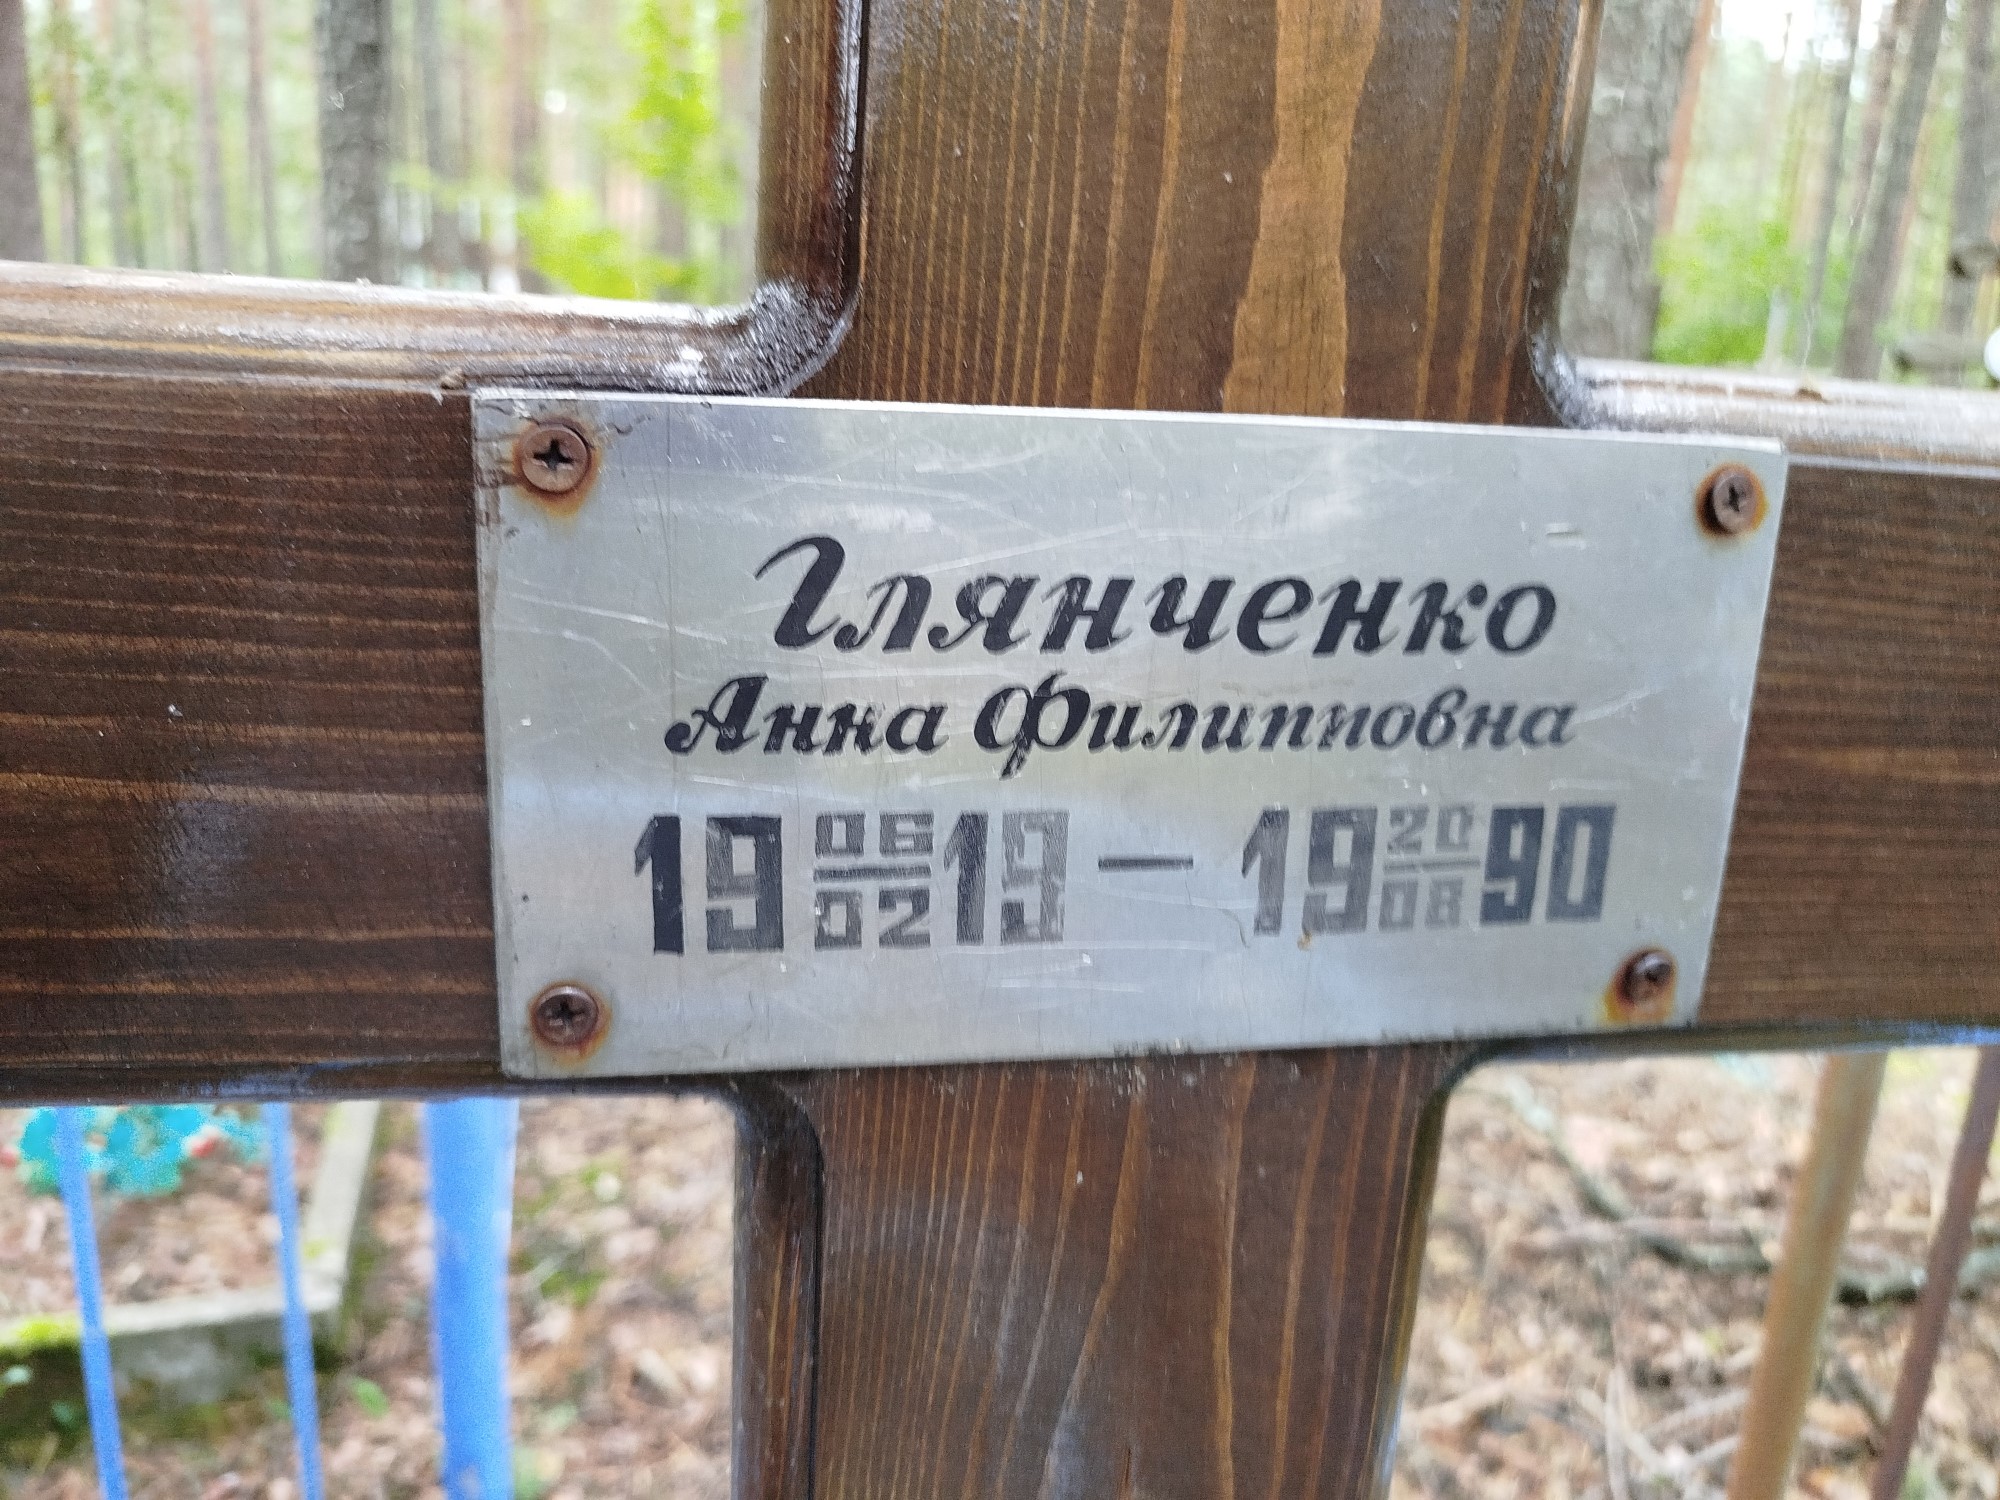 Глянченко
Анна Филипповна
19 06/02 19 — 19 20/08 90